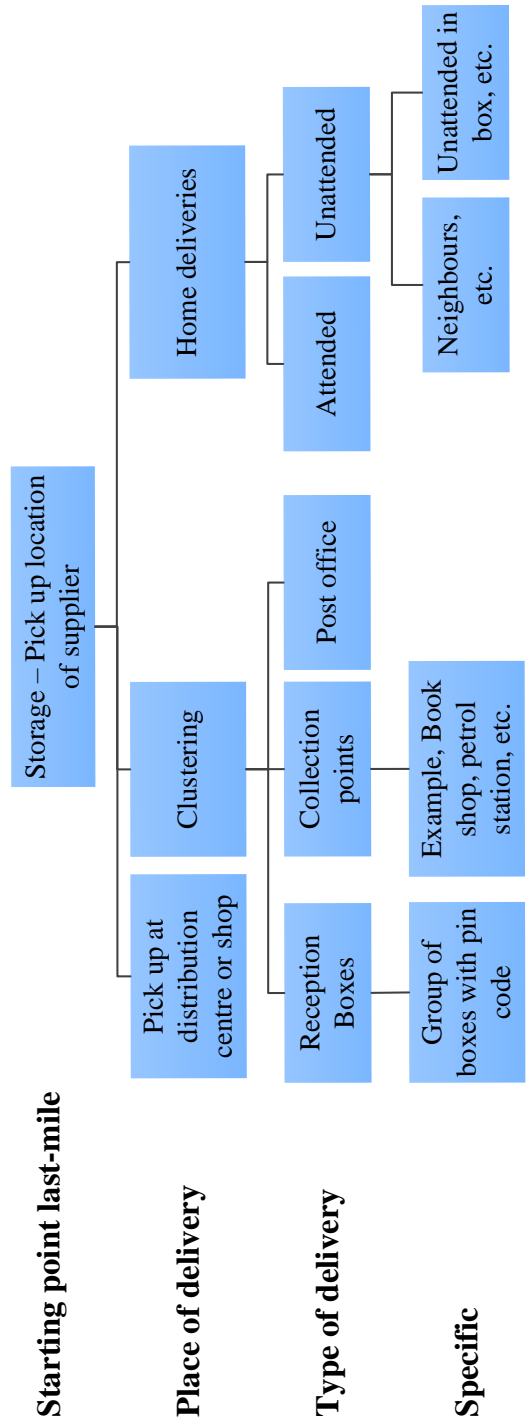 Starting point last-mile
Storage – Pick up location
of supplier
Place of delivery
Pick up at
distribution
centre or shop
Clustering
Home deliveries
Type of delivery
Reception
Boxes
Collection
points
Post office
Attended
Unattended
Specific
Group of
boxes with pin
code
Example, Book
shop, petrol
station, etc.
Neighbours,
etc.
Unattended in
box, etc.